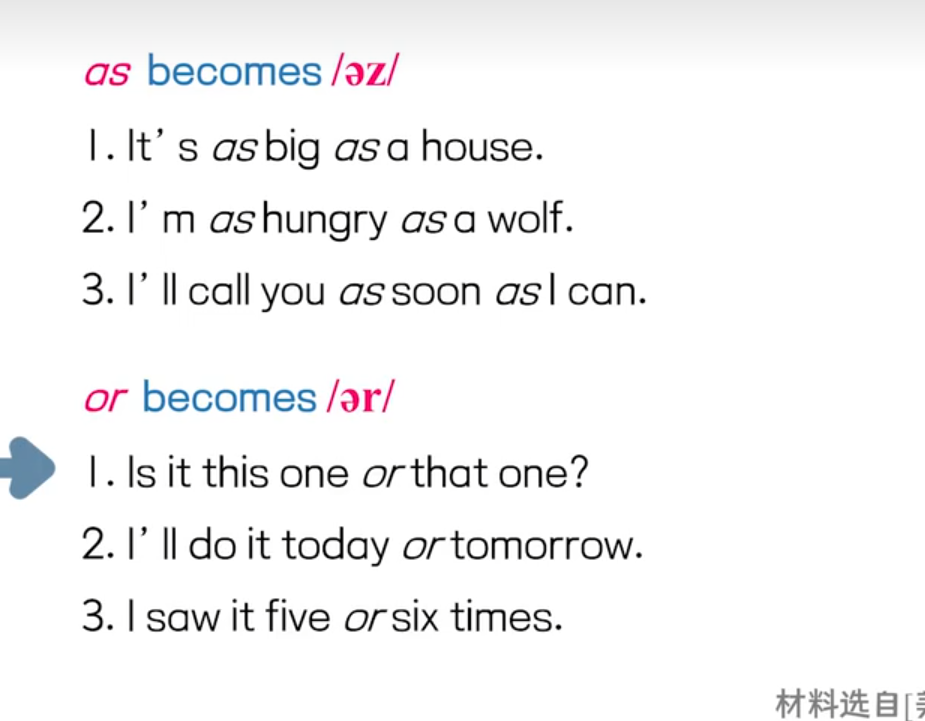 as becomes /əz/
1. It’s as big as a house.
2. I’m as hungry as a wolf.
3. I’ll call you as soon as I can.
or becomes /ər/
1. Is it this one or that one?
2. I’ll do it today or tomorrow.
3. I saw it five or six times.
材料选自[